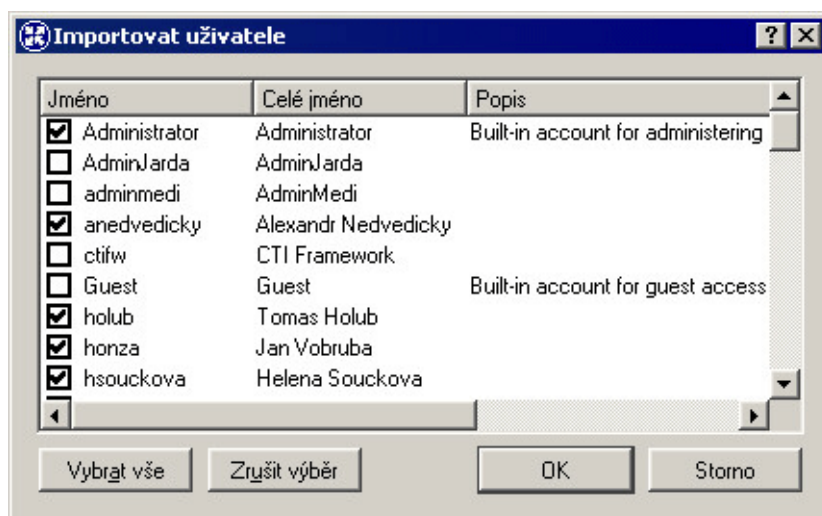 Importovat uživatele
Jméno Celé jméno Popis
Administrator Administrator Built-in account for administering
AdminJarda AdminJarda
adminmedi AdminMedi
anedvedicky Alexandr Nedvedicky
ctifw CTI Framework
Guest Guest Built-in account for guest access
holub Tomas Holub
honza Jan Vobruba
hsouckova Helena Souckova
Vybrat vše Zrušit výběr OK Storno